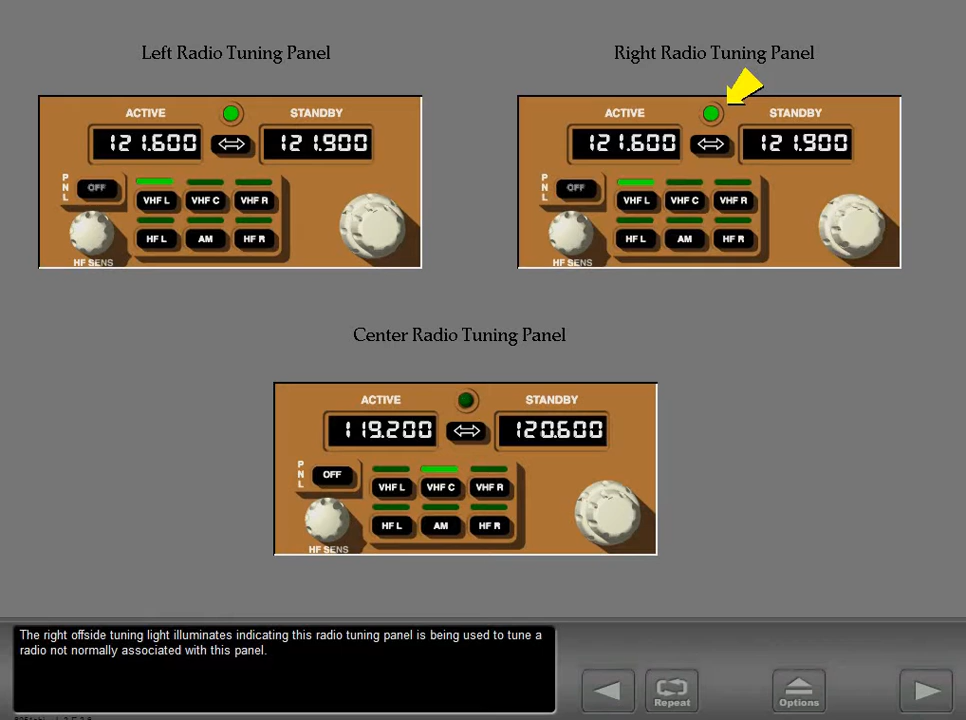 Left Radio Tuning Panel
Right Radio Tuning Panel
ACTIVE
STANDBY
121.600
121.900
P
N
L
OFF
VHF L
VHF C
VHF R
HF L
AM
HF R
HF SENS
ACTIVE
STANDBY
121.600
121.900
P
N
L
OFF
VHF L
VHF C
VHF R
HF L
AM
HF R
HF SENS
Center Radio Tuning Panel
ACTIVE
STANDBY
119.200
120.600
P
N
L
OFF
VHF L
VHF C
VHF R
HF L
AM
HF R
HF SENS
The right offside tuning light illuminates indicating this radio tuning panel is being used to tune a
radio not normally associated with this panel.
Repeat
Options